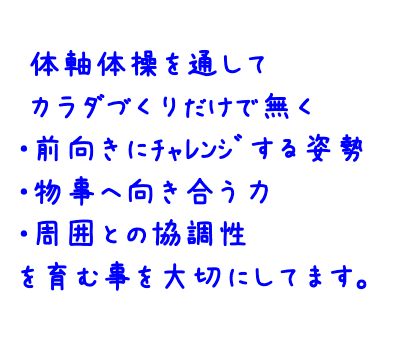 体軸体操を通して
カラダづくりだけで無く
・前向きにﾁｬﾚﾝｼﾞする姿勢
・物事へ向き合う力
・周囲との協調性
を育む事を大切にしてます。